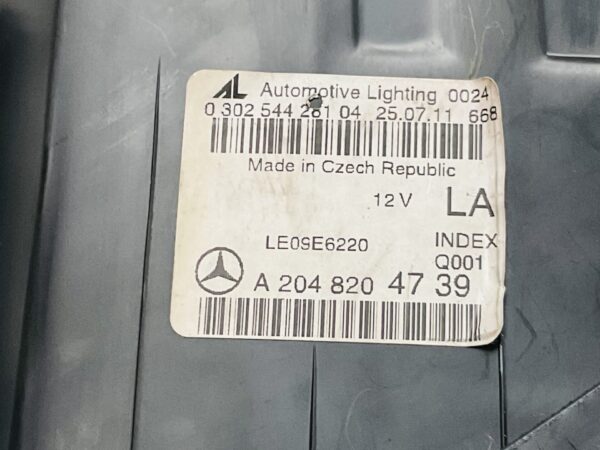 AL Automotive Lighting 0024
0 302 544 281 04 25.07.11 668
Made in Czech Republic
12 V LA
LE09E6220 INDEX
Q001
A 204 820 47 39